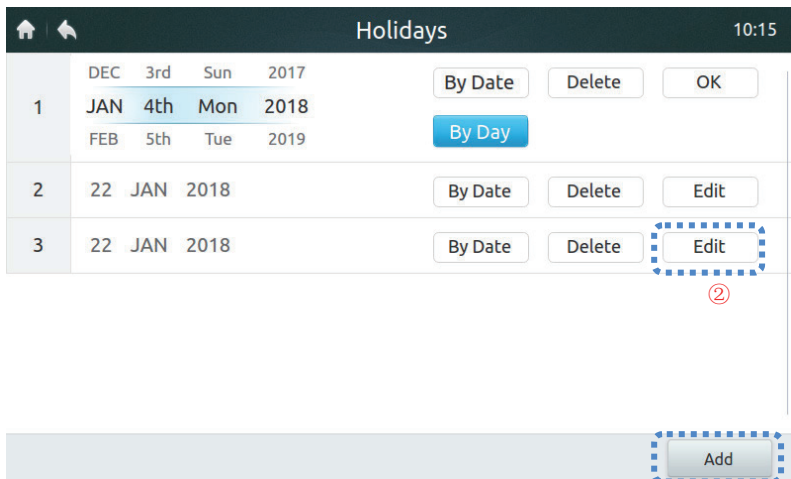 Holidays 10:15
DEC 3rd Sun 2017
1 JAN 4th Mon 2018
FEB 5th Tue 2019
By Date Delete OK
By Day
2 22 JAN 2018 By Date Delete Edit
3 22 JAN 2018 By Date Delete Edit
②
Add